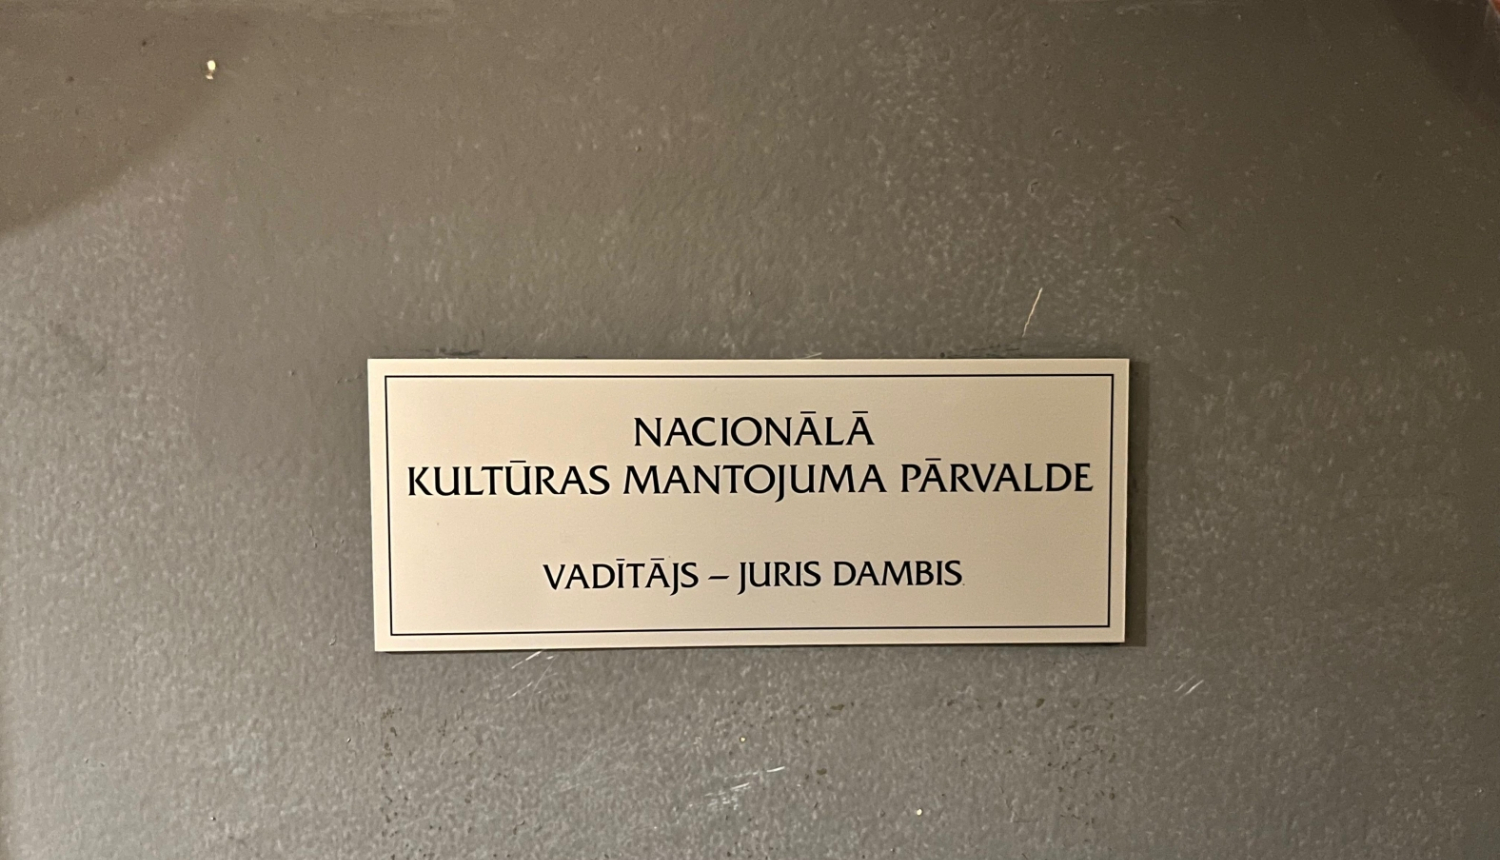 NACIONĀLĀ
KULTŪRAS MANTOJUMA PĀRVALDE
VADĪTĀJS – JURIS DAMBIS